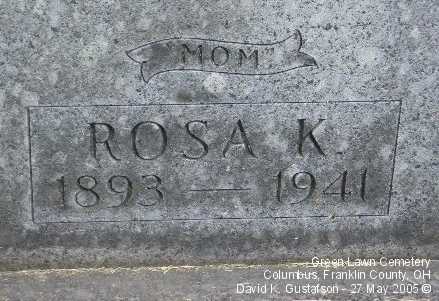 "MOM"
ROSA K.
1893 — 1941
Green Lawn Cemetery
Columbus, Franklin County, OH
David K. Gustafson - 27 May 2005 ©